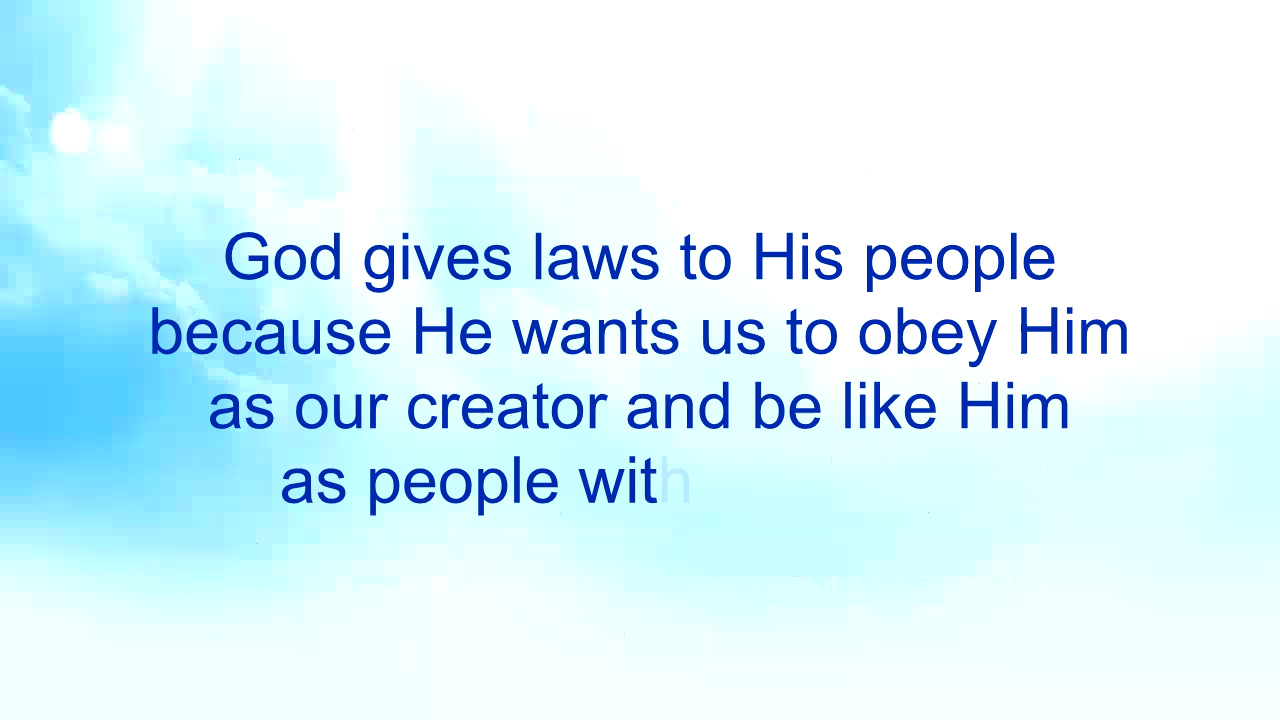 God gives laws to His people
because He wants us to obey Him
as our creator and be like Him
as people with